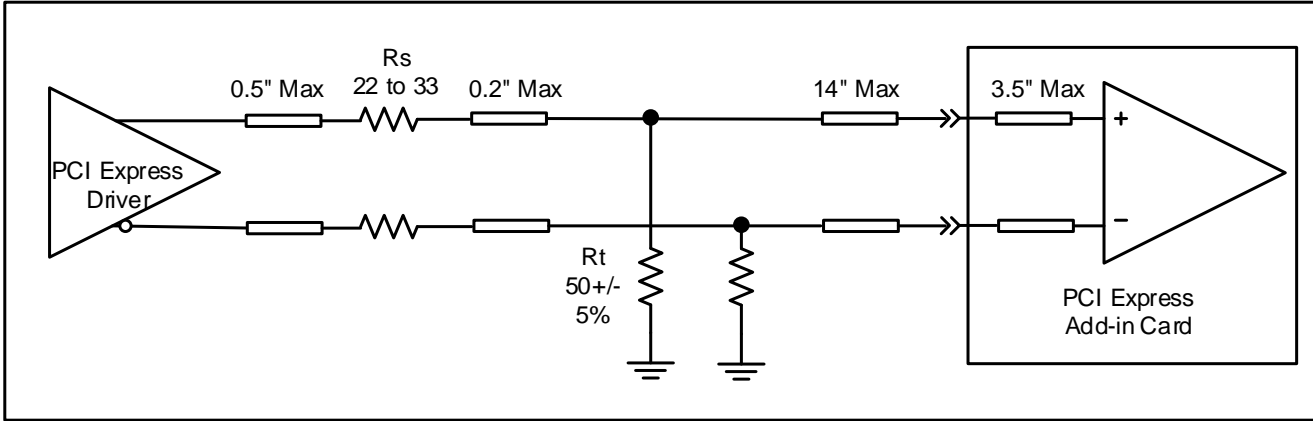 Rs
22 to 33
0.5" Max
0.2" Max
14" Max
3.5" Max
PCI Express
Driver
+
−
Rt
50+/-
5%
PCI Express
Add-in Card